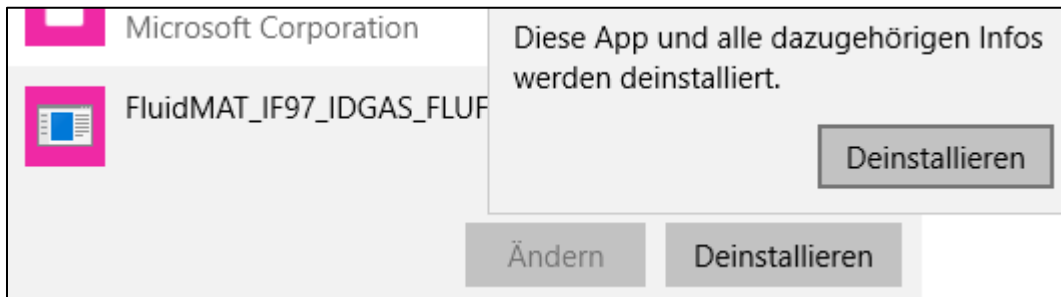 Microsoft Corporation
Diese App und alle dazugehörigen Infos
werden deinstalliert.
FluidMAT_IF97_IDGAS_FLUF
Deinstallieren
Ändern
Deinstallieren